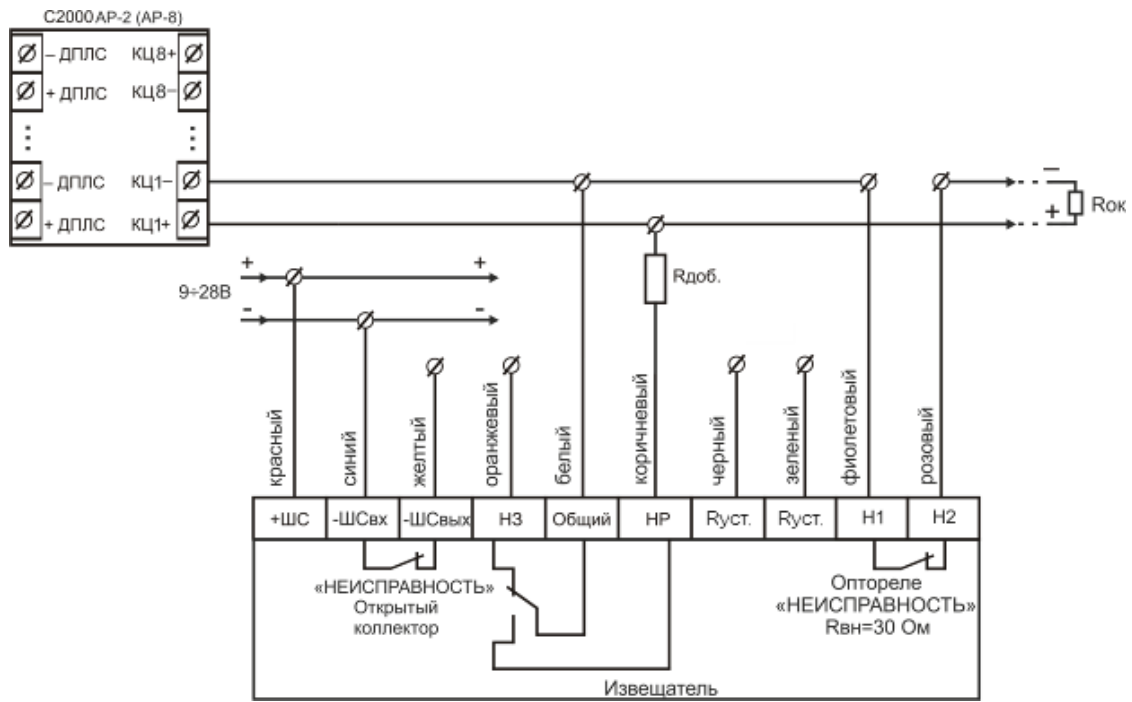 С2000 АР-2 (АР-8)
– ДПЛС КЦ8+
+ ДПЛС КЦ8–
– ДПЛС КЦ1–
+ ДПЛС КЦ1+
–
+
Rок
+ +
9÷28В
- -
Rдоб.
красный
синий
желтый
оранжевый
белый
коричневый
черный
зеленый
фиолетовый
розовый
+ШС -ШСвх -ШСвых НЗ Общий НР Rуст. Rуст. Н1 Н2
«НЕИСПРАВНОСТЬ»
Открытый
коллектор
Оптореле
«НЕИСПРАВНОСТЬ»
Rвн=30 Ом
Извещатель